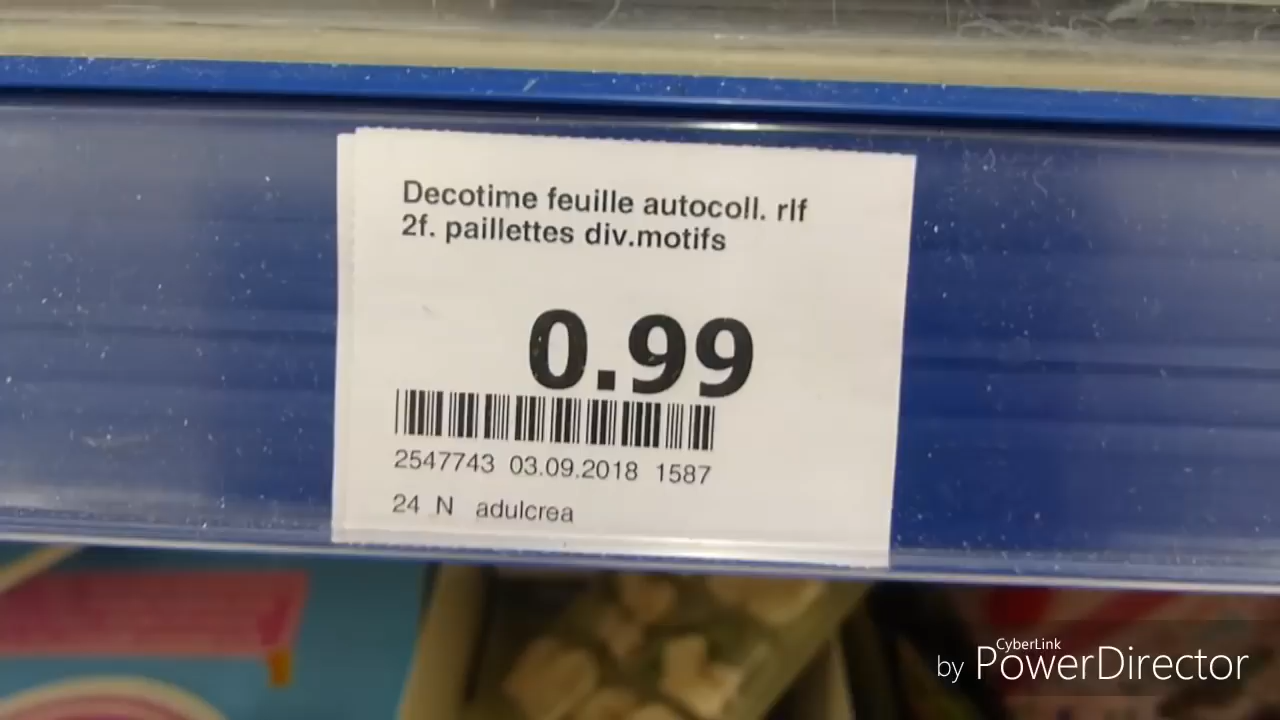 Decotime feuille autocoll. rlf
2f. paillettes div.motifs
0.99
2547743 03.09.2018 1587
24 N adulcrea
CyberLink
by PowerDirector